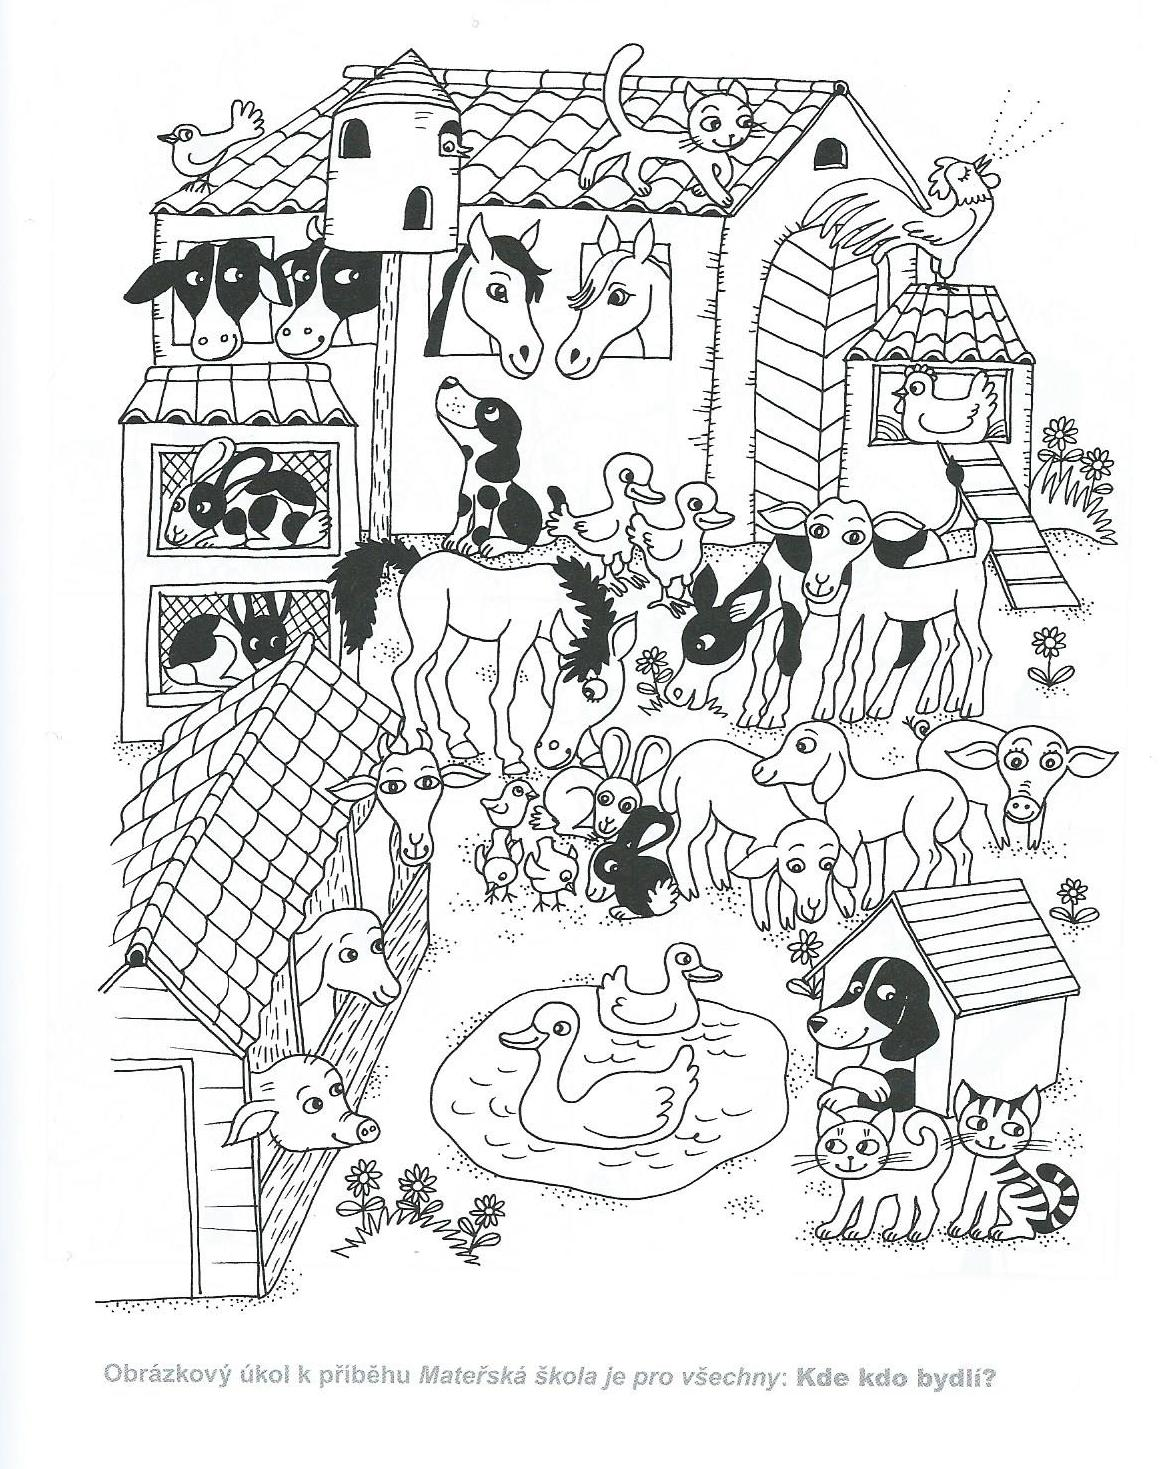 Obrázkový úkol k příběhu Mateřská škola je pro všechny: Kde kdo bydlí?